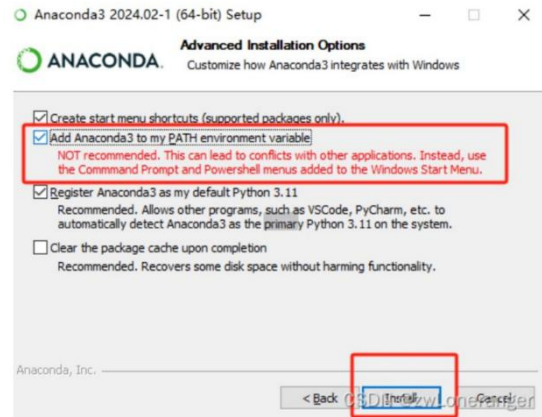 Anaconda3 2024.02-1 (64-bit) Setup
ANACONDA.
Advanced Installation Options
Customize how Anaconda3 integrates with Windows
Create start menu shortcuts (supported packages only).
Add Anaconda3 to my PATH environment variable
NOT recommended. This can lead to conflicts with other applications. Instead, use
the Commmand Prompt and Powershell menus added to the Windows Start Menu.
Register Anaconda3 as my default Python 3.11
Recommended. Allows other programs, such as VSCode, PyCharm, etc. to
automatically detect Anaconda3 as the primary Python 3.11 on the system.
Clear the package cache upon completion
Recommended. Recovers some disk space without harming functionality.
Anaconda, Inc.
< Back Install Cancel
CSDN @zwLoneranger